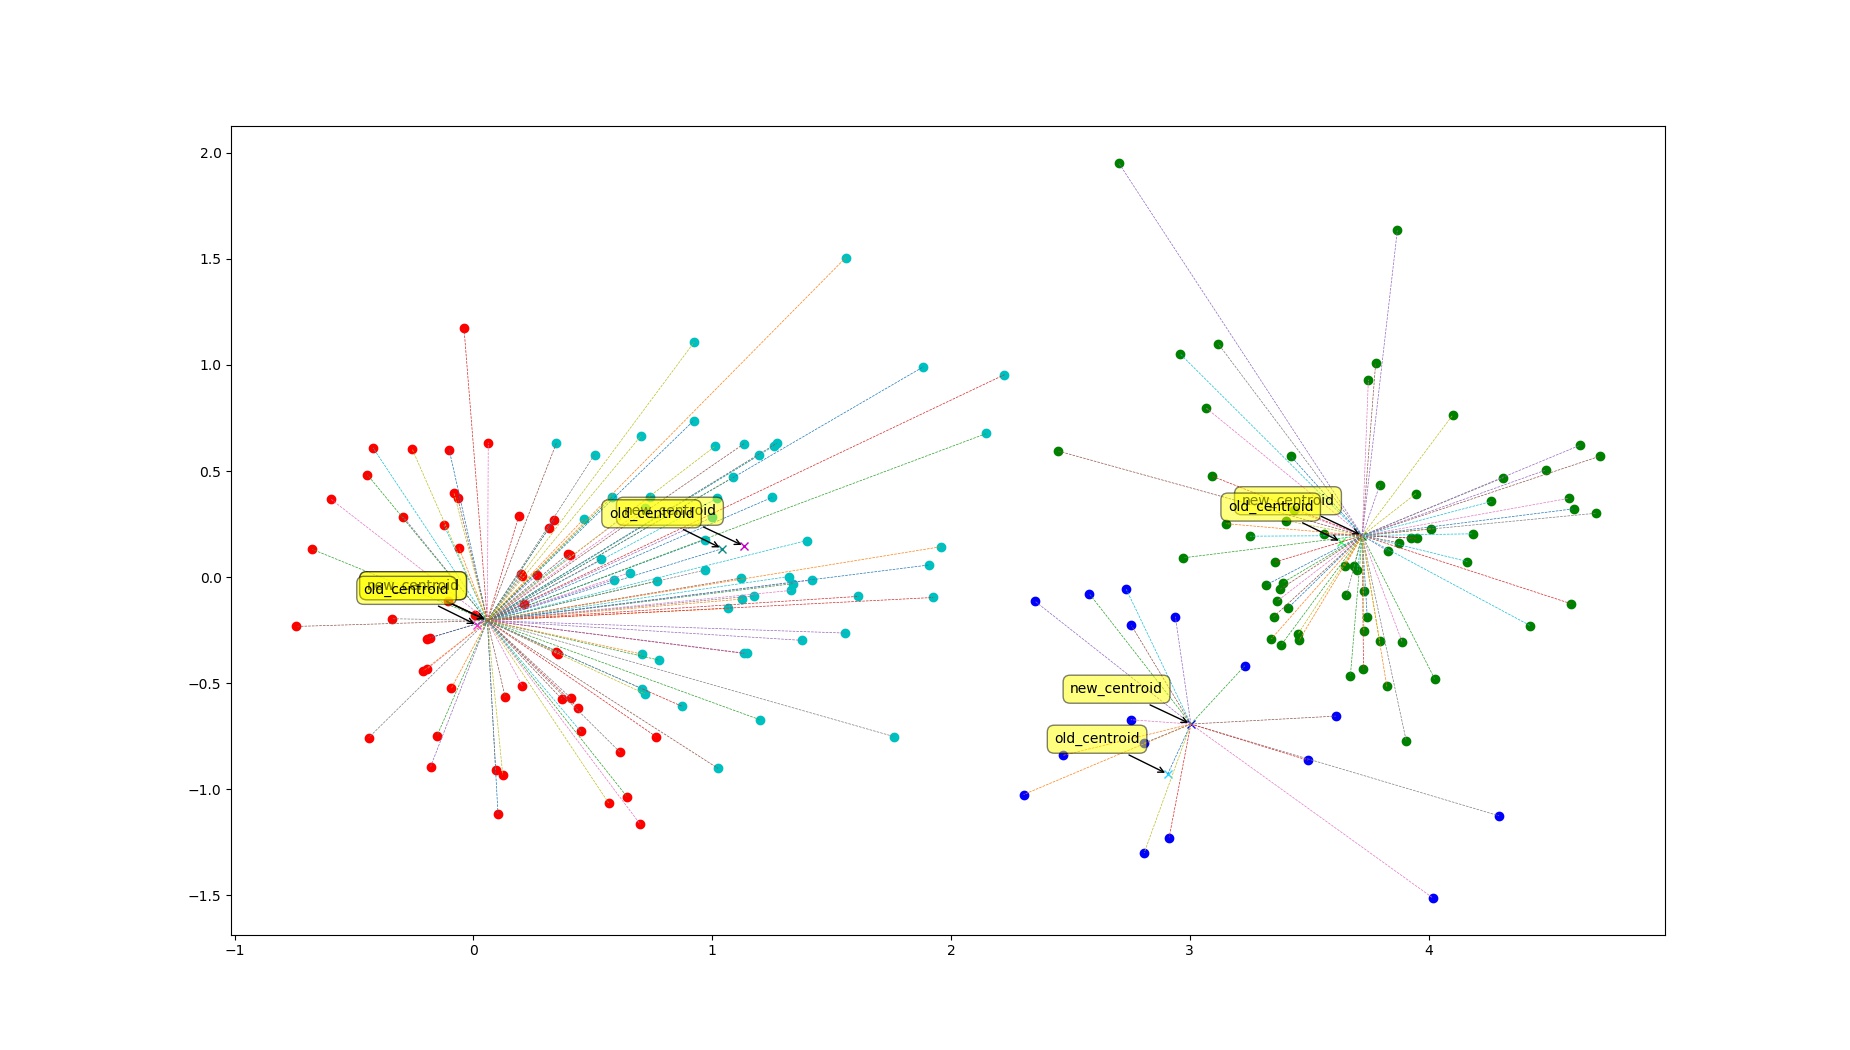 2.0
1.5
1.0
0.5
0.0
−0.5
−1.0
−1.5
new_centroid
old_centroid
new_centroid
old_centroid
new_centroid
old_centroid
new_centroid
old_centroid
−1
0
1
2
3
4